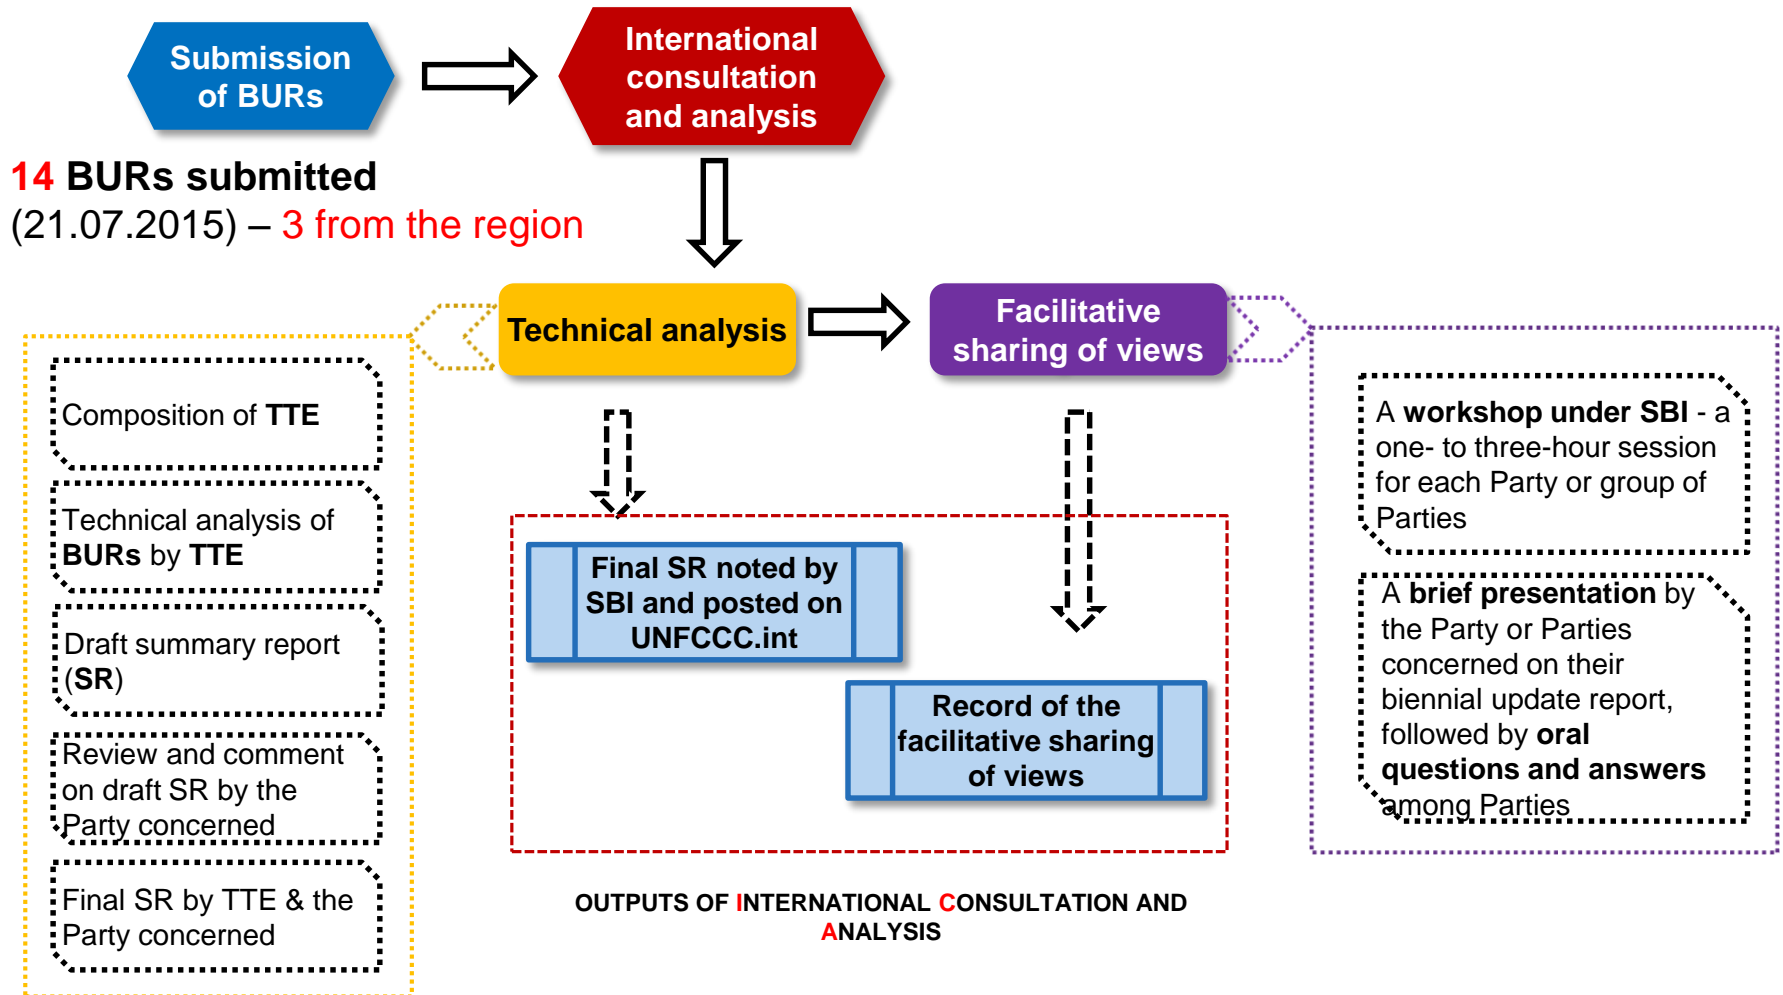 Submission
of BURs
International
consultation
and analysis
14 BURs submitted
(21.07.2015) – 3 from the region
Technical analysis
Facilitative
sharing of views
Composition of TTE
Technical analysis of
BURs by TTE
Draft summary report
(SR)
Review and comment
on draft SR by the
Party concerned
Final SR by TTE & the
Party concerned
Final SR noted by
SBI and posted on
UNFCCC.int
Record of the
facilitative sharing
of views
OUTPUTS OF INTERNATIONAL CONSULTATION AND
ANALYSIS
A workshop under SBI - a
one- to three-hour session
for each Party or group of
Parties
A brief presentation by
the Party or Parties
concerned on their
biennial update report,
followed by oral
questions and answers
among Parties